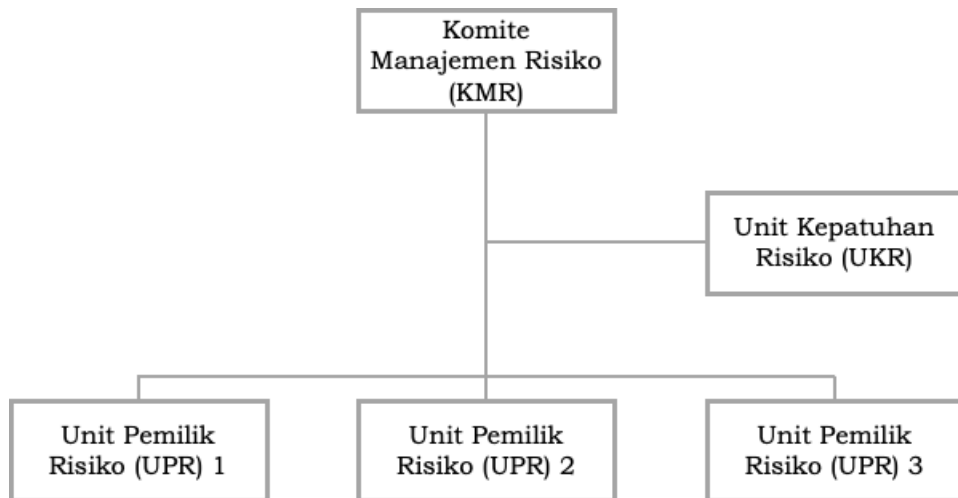 Komite
Manajemen Risiko
(KMR)
Unit Kepatuhan
Risiko (UKR)
Unit Pemilik
Risiko (UPR) 1
Unit Pemilik
Risiko (UPR) 2
Unit Pemilik
Risiko (UPR) 3